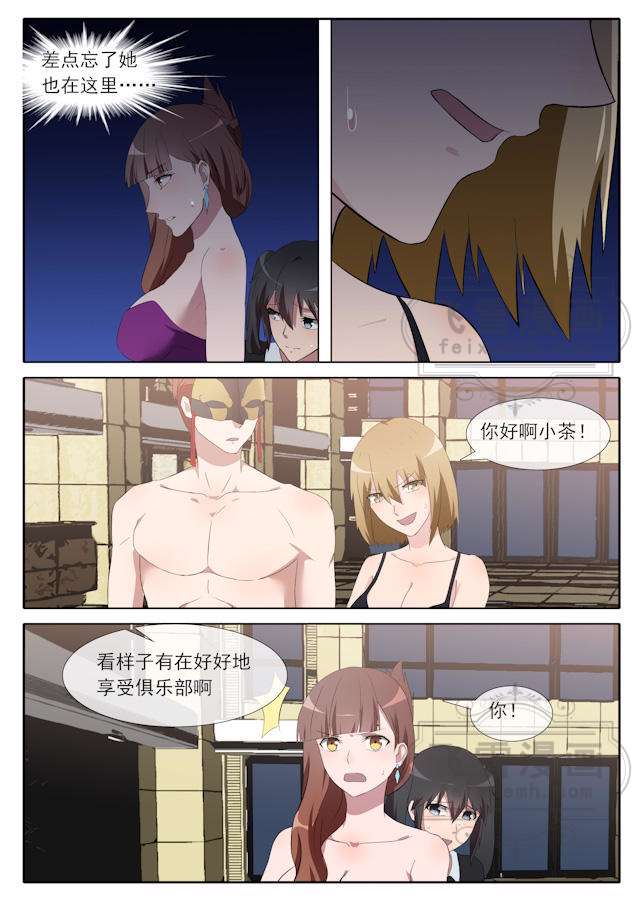 差点忘了她
也在这里……
你好啊小茶！
看样子有在好好地
享受俱乐部啊
你！